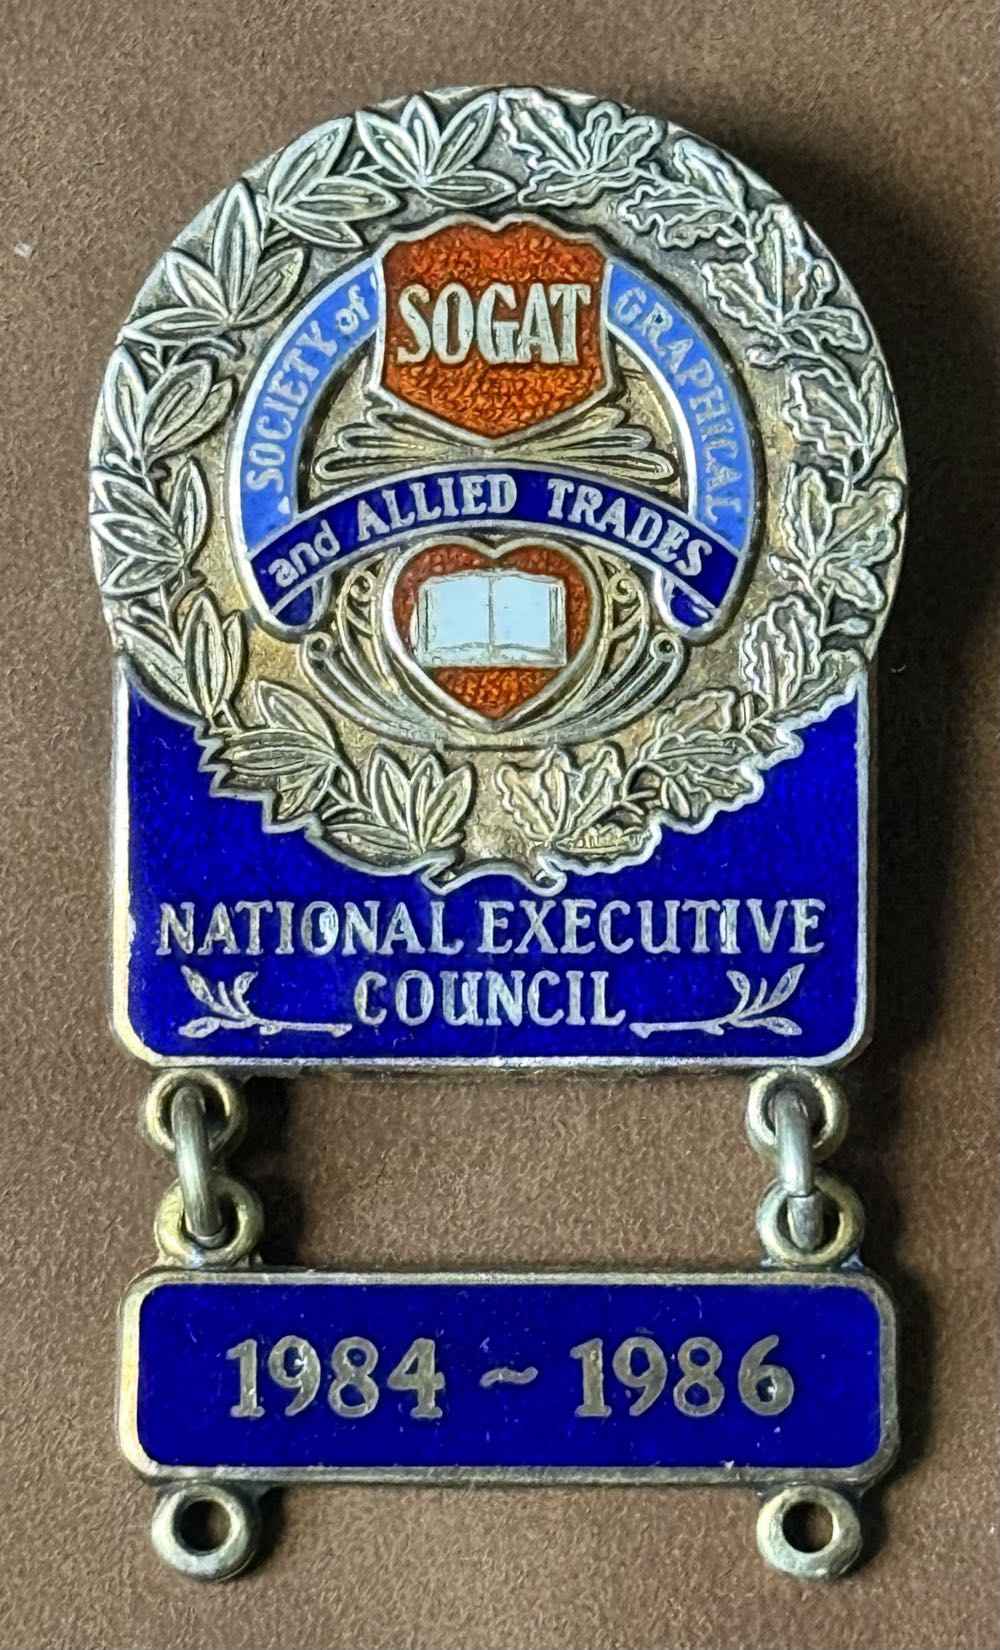 SOGAT
SOCIETY of GRAPHICAL
and ALLIED TRADES
NATIONAL EXECUTIVE
COUNCIL
1984 ~ 1986